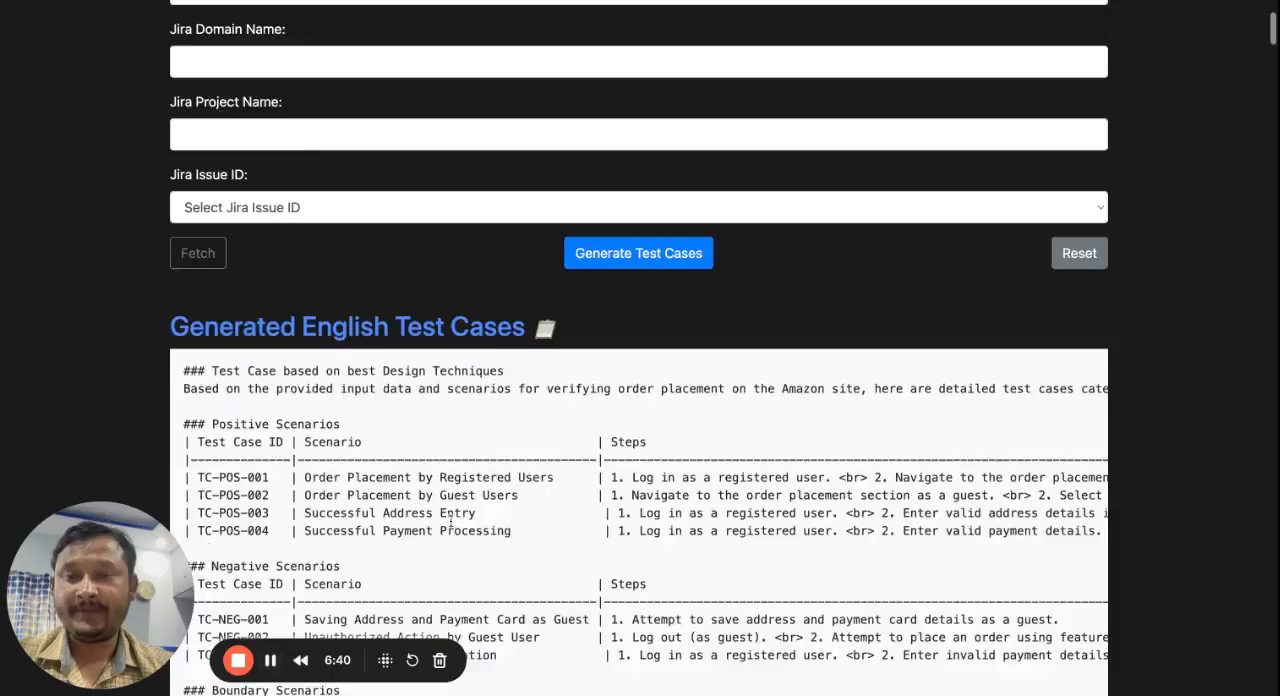 Jira Domain Name:
Jira Project Name:
Jira Issue ID:
Select Jira Issue ID
Fetch Generate Test Cases Reset
Generated English Test Cases
### Test Case based on best Design Techniques
Based on the provided input data and scenarios for verifying order placement on the Amazon site, here are detailed test cases cate
### Positive Scenarios
| Test Case ID | Scenario | Steps
|--------------|------------------------------------------|------------------------------------------------------------------------
| TC-POS-001 | Order Placement by Registered Users | 1. Log in as a registered user. <br> 2. Navigate to the order placemen
| TC-POS-002 | Order Placement by Guest Users | 1. Navigate to the order placement section as a guest. <br> 2. Select
| TC-POS-003 | Successful Address Entry | 1. Log in as a registered user. <br> 2. Enter valid address details i
| TC-POS-004 | Successful Payment Processing | 1. Log in as a registered user. <br> 2. Enter valid payment details.
## Negative Scenarios
Test Case ID | Scenario | Steps
--------------|------------------------------------------|------------------------------------------------------------------------
TC-NEG-001 | Saving Address and Payment Card as Guest | 1. Attempt to save address and payment card details as a guest.
TC-NEG-002 | Unauthorized Action by Guest User | 1. Log out (as guest). <br> 2. Attempt to place an order using feature
TC | 1. Log in as a registered user. <br> 2. Enter invalid payment details
6:40
### Boundary Scenarios